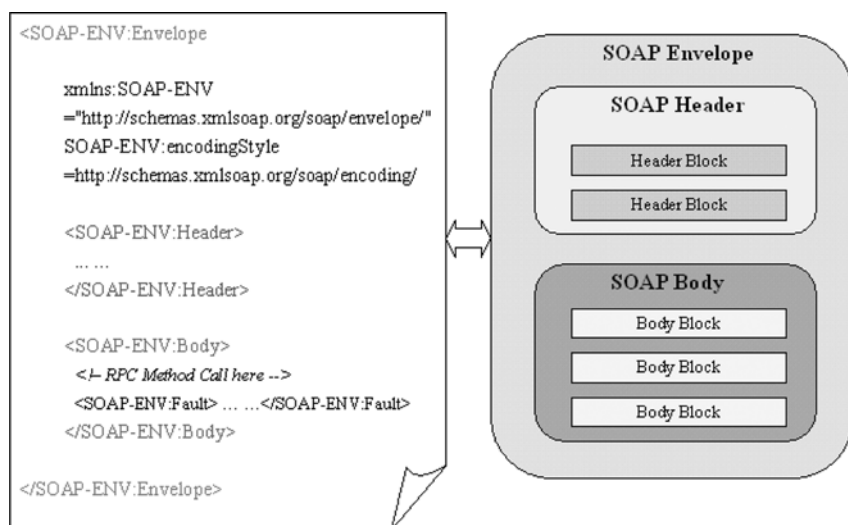 <SOAP-ENV:Envelope
xmlns:SOAP-ENV
="http://schemas.xmlsoap.org/soap/envelope/"
SOAP-ENV:encodingStyle
=http://schemas.xmlsoap.org/soap/encoding/
<SOAP-ENV:Header>
... ...
</SOAP-ENV:Header>
<SOAP-ENV:Body>
<!– RPC Method Call here -->
<SOAP-ENV:Fault> ... ...</SOAP-ENV:Fault>
</SOAP-ENV:Body>
</SOAP-ENV:Envelope>
SOAP Envelope
SOAP Header
Header Block
Header Block
SOAP Body
Body Block
Body Block
Body Block